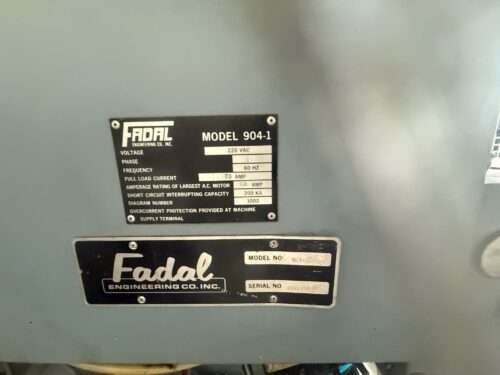 FADAL
ENGINEERING CO. INC.
MODEL 904-1
VOLTAGE 220 VAC
PHASE 1
FREQUENCY 60 HZ
FULL LOAD CURRENT 70 AMP
AMPERAGE RATING OF LARGEST A.C. MOTOR AMP
SHORT CIRCUIT INTERRUPTING CAPACITY 200 KA
DIAGRAM NUMBER 1002
OVERCURRENT PROTECTION PROVIDED AT MACHINE
SUPPLY TERMINAL
Fadal
ENGINEERING CO. INC.
MODEL NO
SERIAL NO